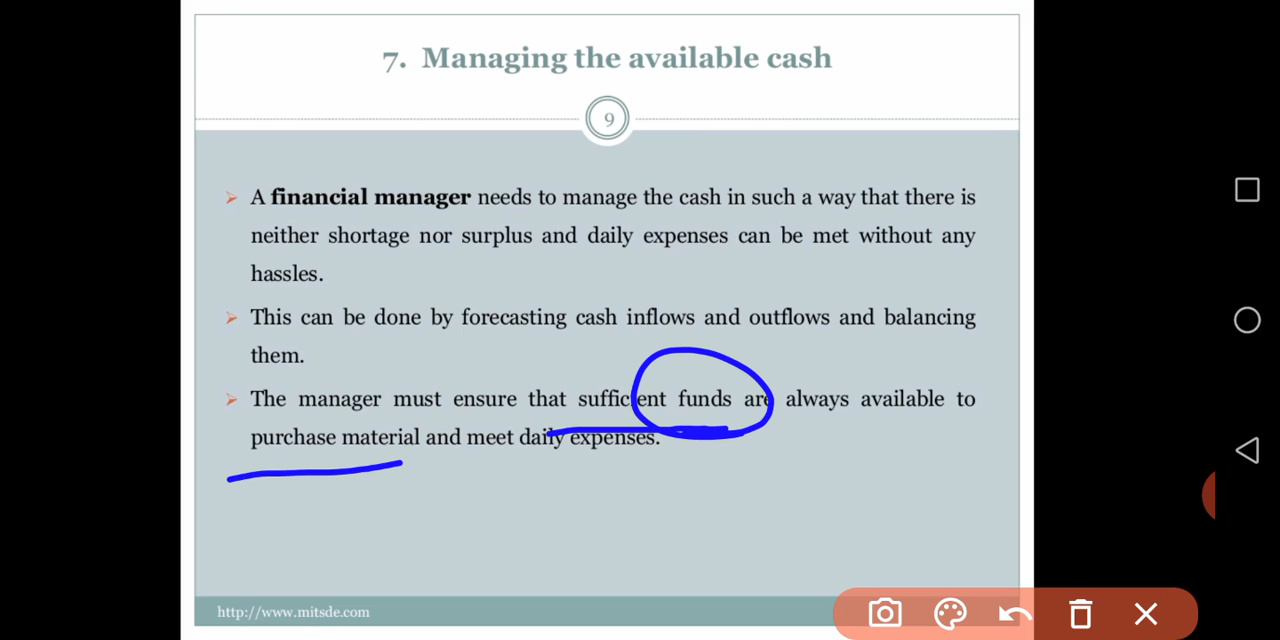 7. Managing the available cash
9
A financial manager needs to manage the cash in such a way that there is
neither shortage nor surplus and daily expenses can be met without any
hassles.
This can be done by forecasting cash inflows and outflows and balancing
them.
The manager must ensure that sufficient funds are always available to
purchase material and meet daily expenses.
http://www.mitsde.com